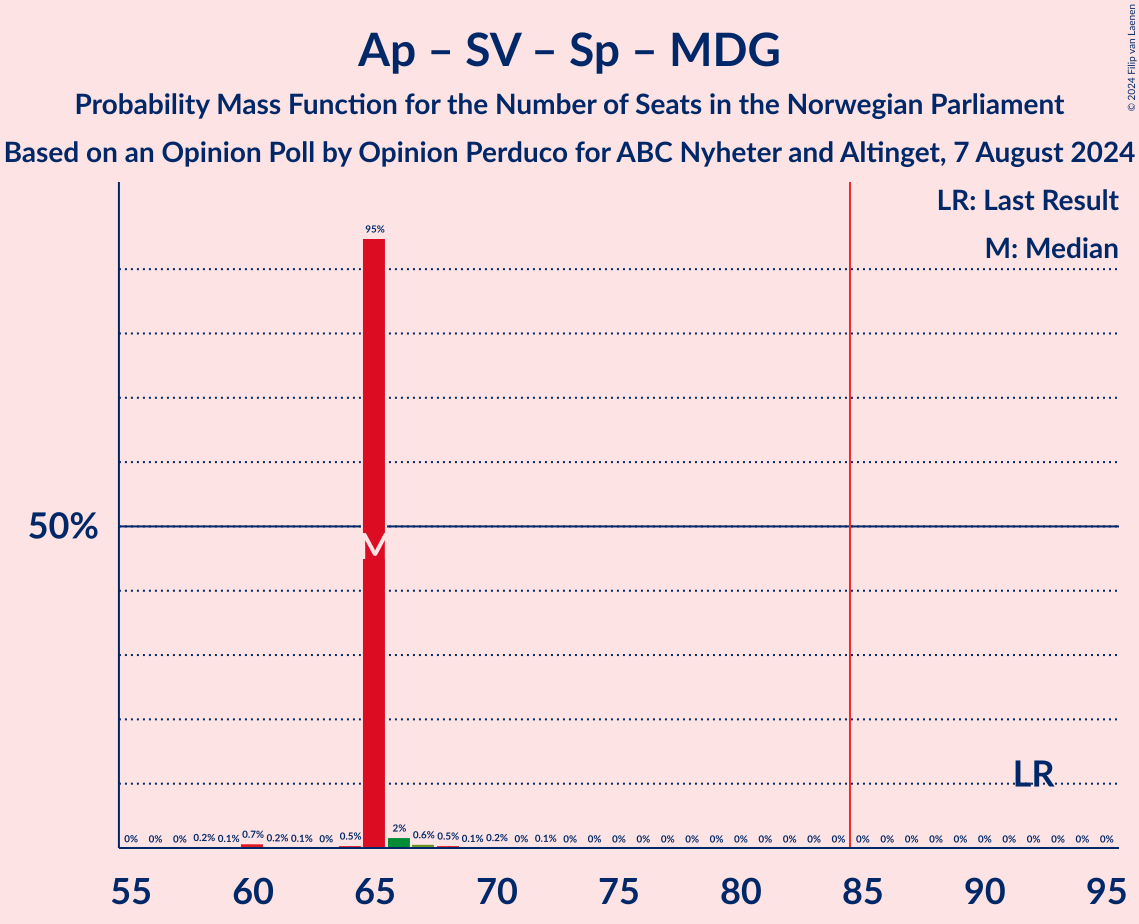 Ap – SV – Sp – MDG
Probability Mass Function for the Number of Seats in the Norwegian Parliament
Based on an Opinion Poll by Opinion Perduco for ABC Nyheter and Altinget, 7 August 2024
© 2024 Filip van Laenen
LR: Last Result
M: Median
95%
50%
M
LR
0% 0% 0% 0.2% 0.1% 0.7% 0.2% 0.1% 0% 0.5% 2% 0.6% 0.5% 0.1% 0.2% 0% 0.1% 0% 0% 0% 0% 0% 0% 0% 0% 0% 0% 0% 0% 0% 0% 0% 0% 0% 0% 0% 0% 0% 0% 0%
55 60 65 70 75 80 85 90 95